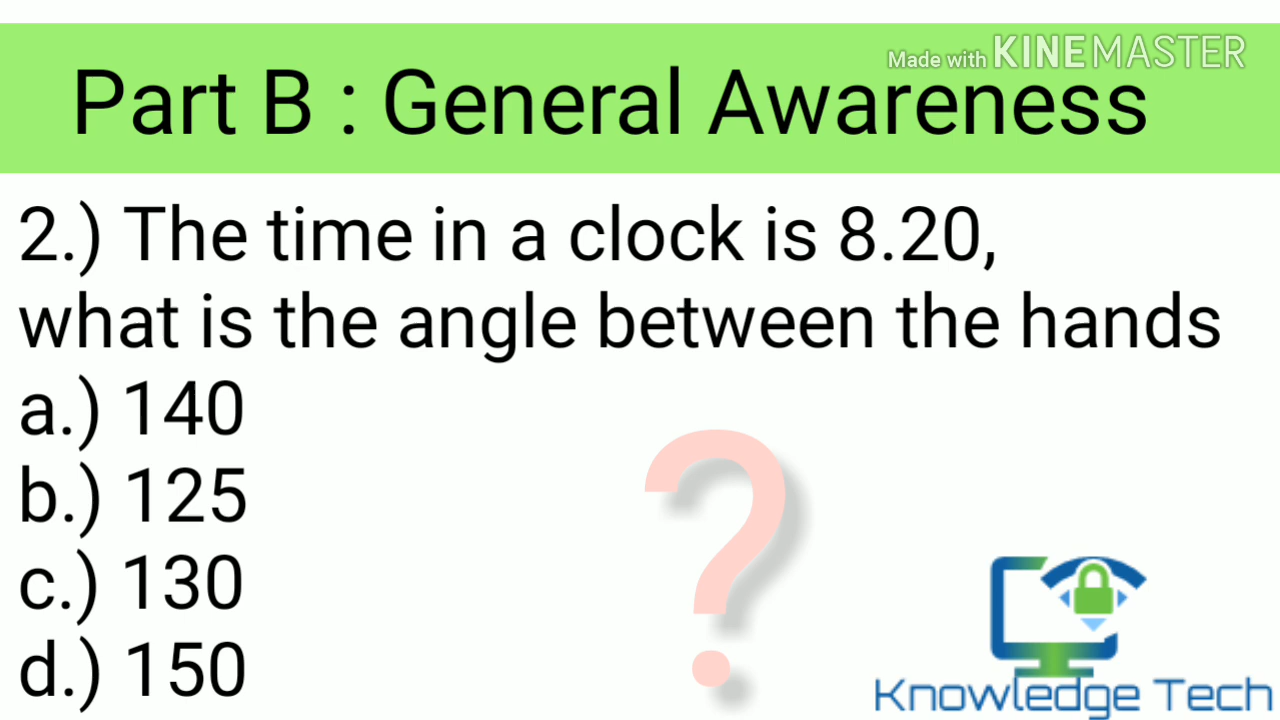 Made with KINEMASTER
Part B : General Awareness
2.) The time in a clock is 8.20,
what is the angle between the hands
a.) 140
b.) 125
c.) 130
d.) 150
?
Knowledge Tech